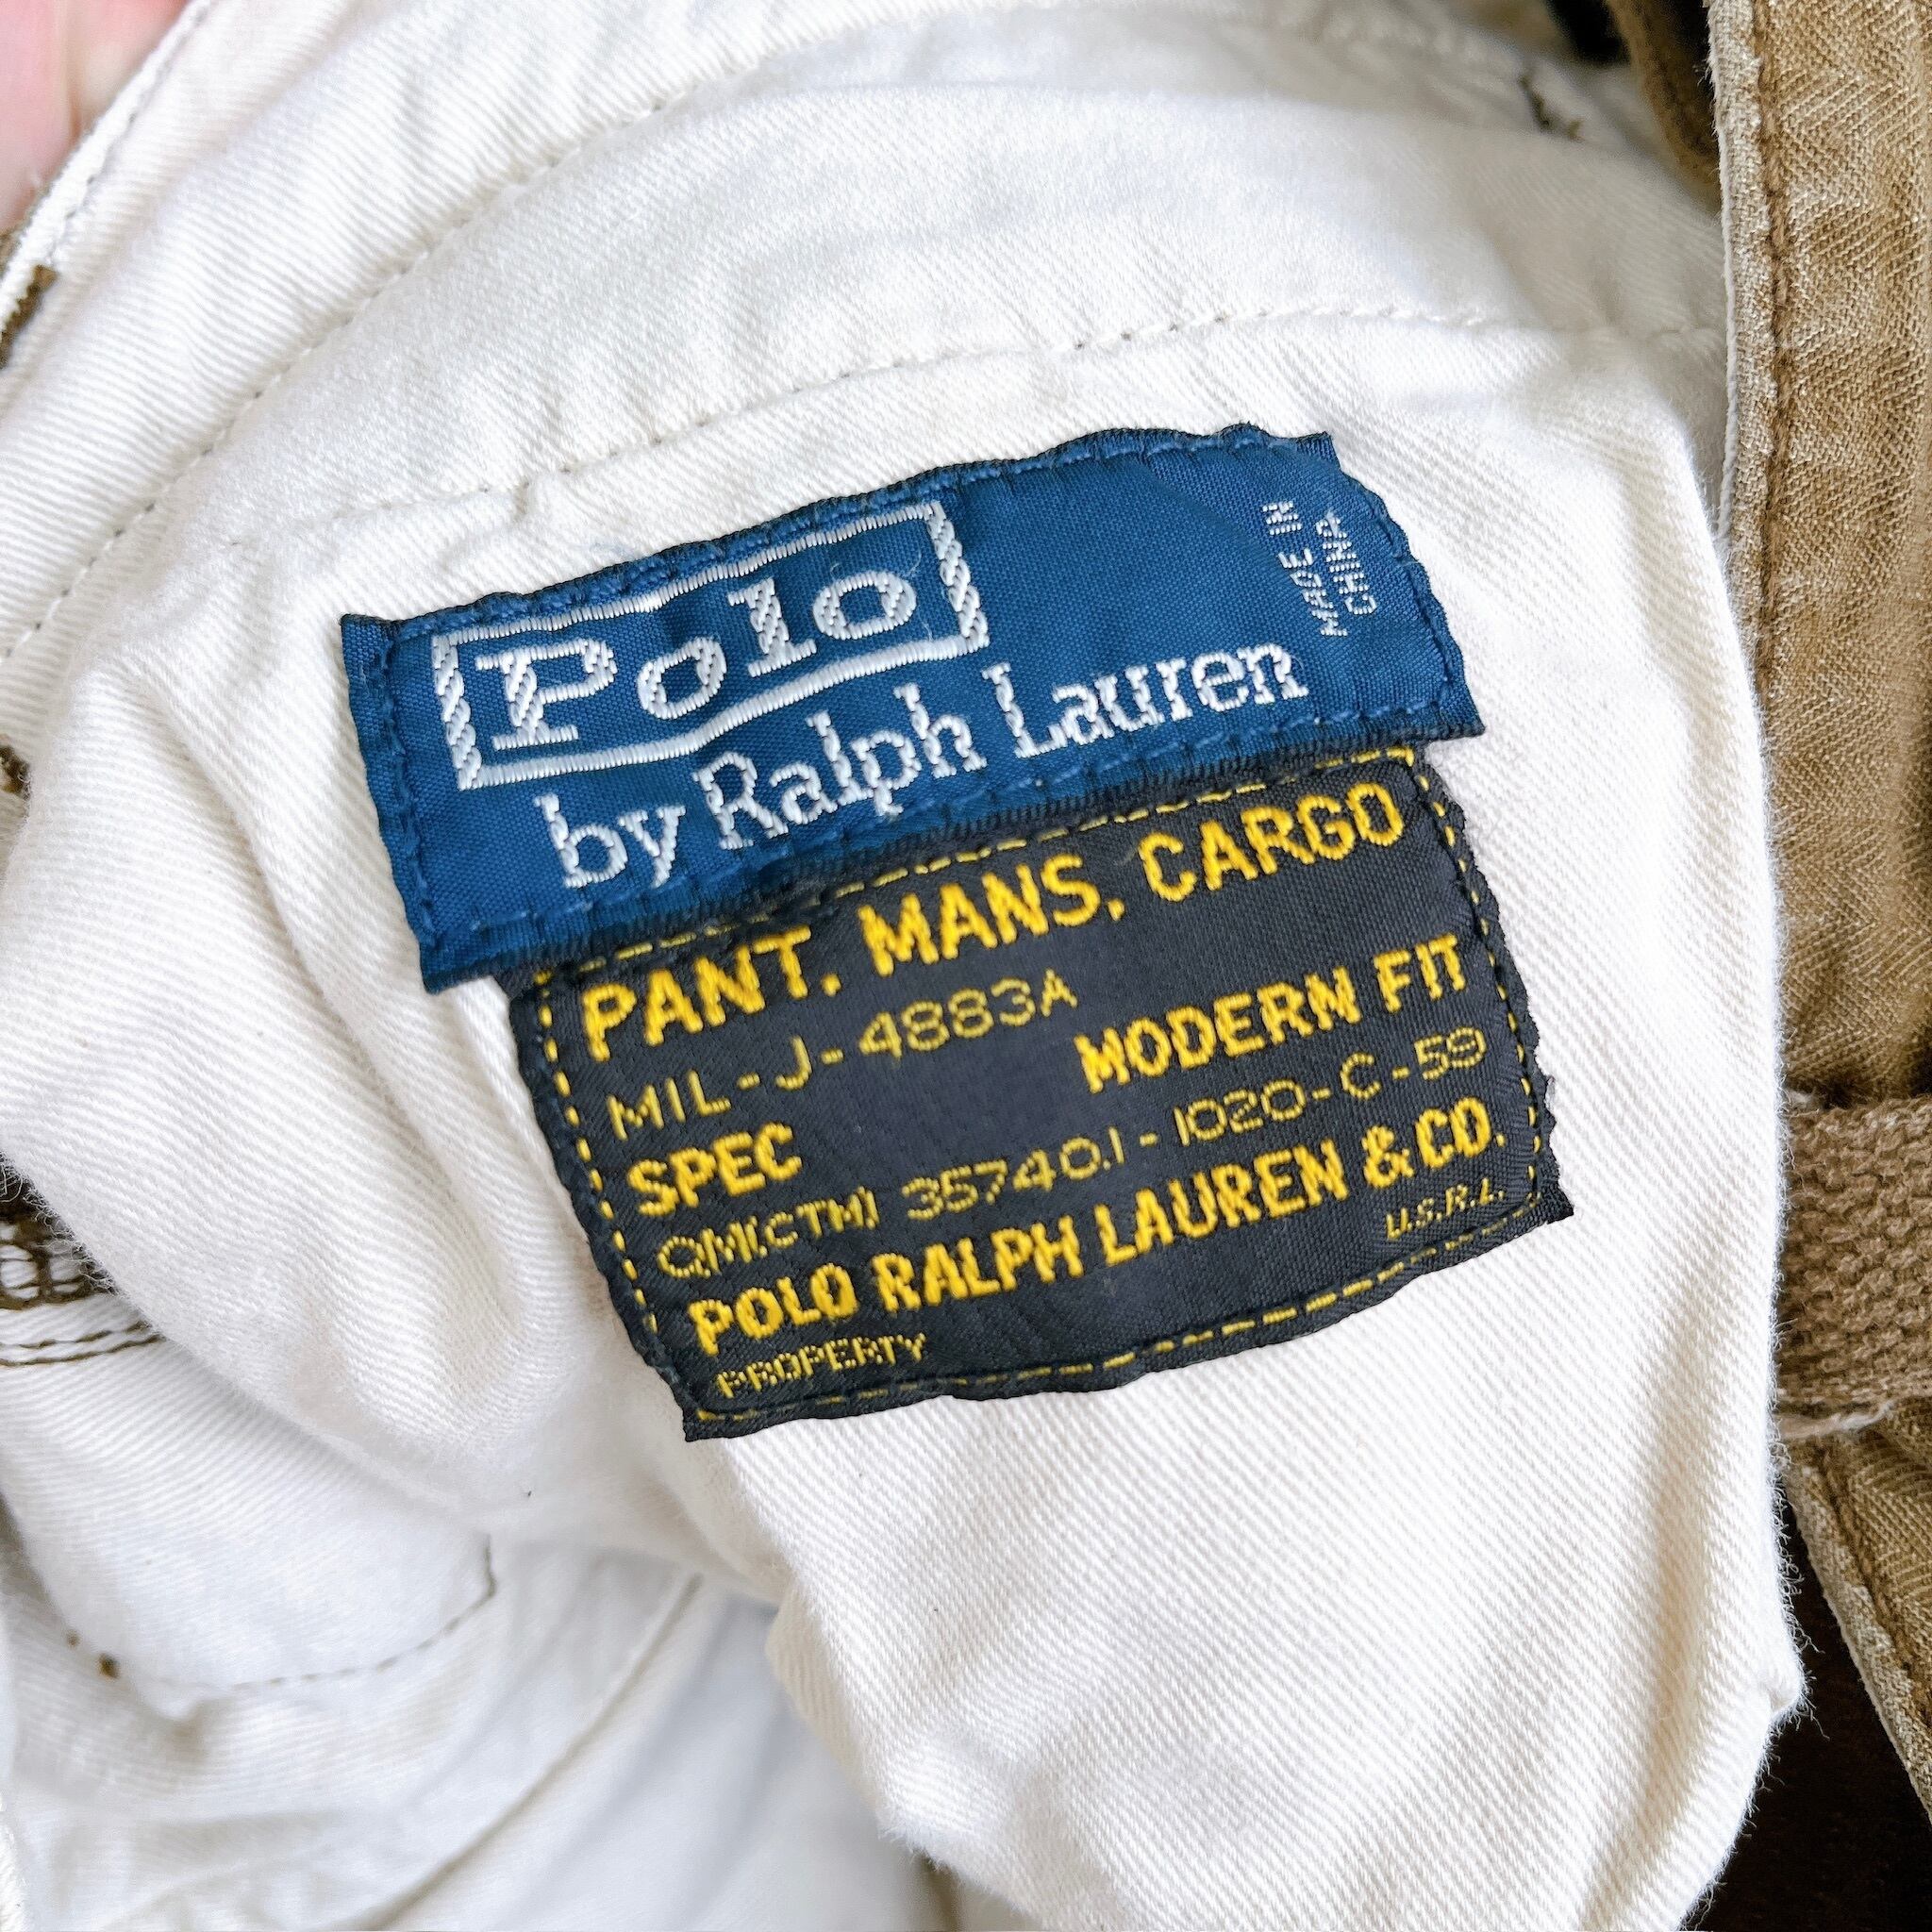 Polo
by Ralph Lauren
MADE IN
CHINA
PANT. MANS. CARGO
MIL-J-4883A
MODERN FIT
SPEC
QM(CTM) 35740.1-1020-C-59
POLO RALPH LAUREN & CO.
PROPERTY
U.S.R.L.